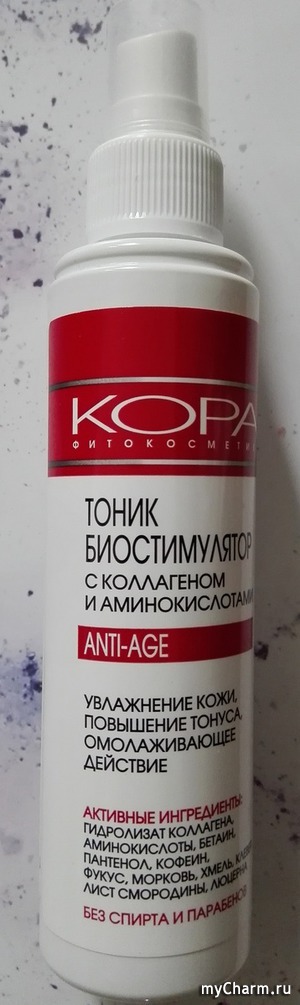 КОРА
ФИТОКОСМЕТИ
ТОНИК
БИОСТИМУЛЯТОР
С КОЛЛАГЕНОМ
И АМИНОКИСЛОТАМИ
ANTI-AGE
УВЛАЖНЕНИЕ КОЖИ,
ПОВЫШЕНИЕ ТОНУСА,
ОМОЛАЖИВАЮЩЕЕ
ДЕЙСТВИЕ
АКТИВНЫЕ ИНГРЕДИЕНТЫ:
ГИДРОЛИЗАТ КОЛЛАГЕНА,
АМИНОКИСЛОТЫ, БЕТАИН,
ПАНТЕНОЛ, КОФЕИН,
ФУКУС, МОРКОВЬ, ХМЕЛЬ,
ЛИСТ СМОРОДИНЫ, ЛЮЦЕРНА
БЕЗ СПИРТА И ПАРАБЕНОВ
myCharm.ru